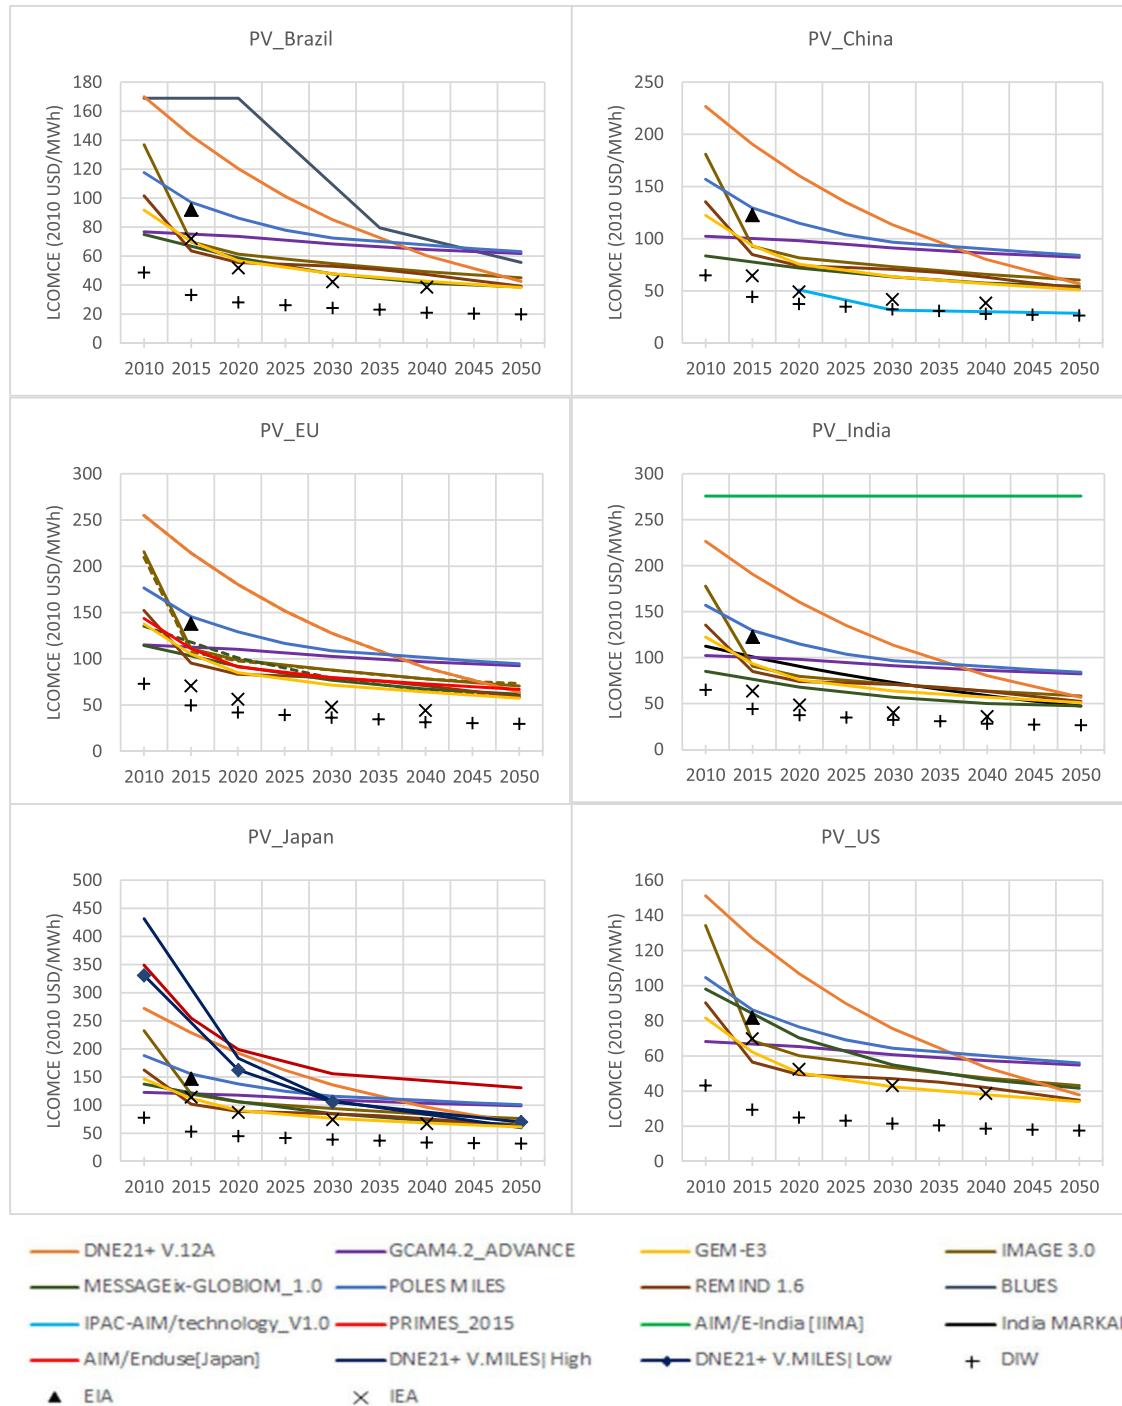 PV_Brazil
LCOMCE (2010 USD/MWh)
180
160
140
120
100
80
60
40
20
0
2010 2015 2020 2025 2030 2035 2040 2045 2050
PV_China
LCOMCE (2010 USD/MWh)
250
200
150
100
50
0
2010 2015 2020 2025 2030 2035 2040 2045 2050
PV_EU
LCOMCE (2010 USD/MWh)
300
250
200
150
100
50
0
2010 2015 2020 2025 2030 2035 2040 2045 2050
PV_India
LCOMCE (2010 USD/MWh)
300
250
200
150
100
50
0
2010 2015 2020 2025 2030 2035 2040 2045 2050
PV_Japan
LCOMCE (2010 USD/MWh)
500
450
400
350
300
250
200
150
100
50
0
2010 2015 2020 2025 2030 2035 2040 2045 2050
PV_US
LCOMCE (2010 USD/MWh)
160
140
120
100
80
60
40
20
0
2010 2015 2020 2025 2030 2035 2040 2045 2050
DNE21+ V.12A GCAM4.2_ADVANCE GEM-E3 IMAGE 3.0
MESSAGEix-GLOBIOM_1.0 POLES MILES REMIND 1.6 BLUES
IPAC-AIM/technology_V1.0 PRIMES_2015 AIM/E-India [IIMA] India MARKAL
AIM/Enduse[Japan] DNE21+ V.MILES|High DNE21+ V.MILES|Low DIW
EIA IEA